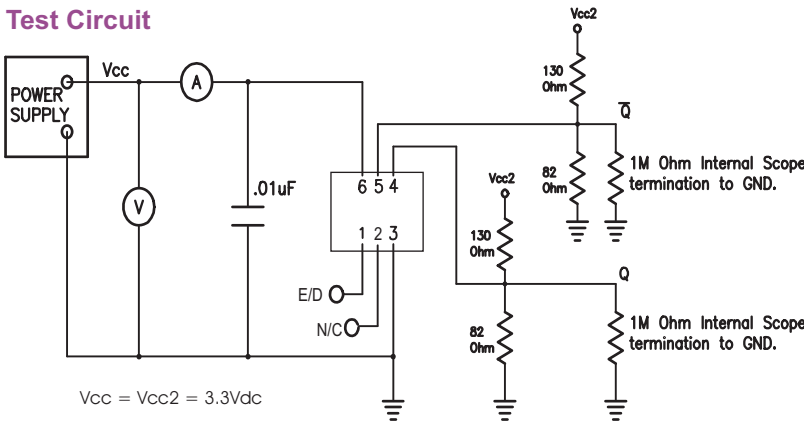 Test Circuit
Vcc2
Vcc
A
130
Ohm
Q̅
POWER
SUPPLY
82
Ohm
1M Ohm Internal Scope
termination to GND.
.01uF
6 5 4
Vcc2
V
1 2 3
130
Ohm
E/D
Q
N/C
82
Ohm
1M Ohm Internal Scope
termination to GND.
Vcc = Vcc2 = 3.3Vdc